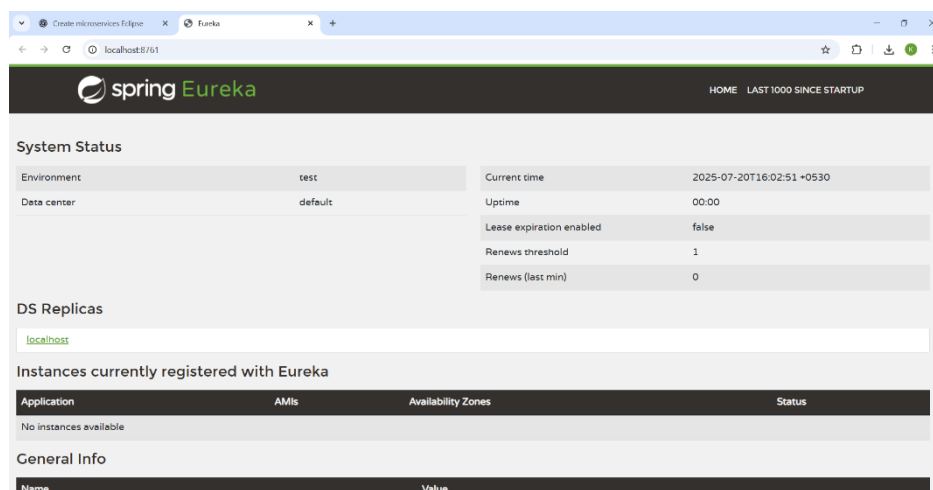 Create microservices Eclipse
Eureka
localhost:8761
K
spring Eureka
HOME LAST 1000 SINCE STARTUP
System Status
Environment test
Current time 2025-07-20T16:02:51 +0530
Data center default
Uptime 00:00
Lease expiration enabled false
Renews threshold 1
Renews (last min) 0
DS Replicas
localhost
Instances currently registered with Eureka
Application AMIs Availability Zones Status
No instances available
General Info
Name Value